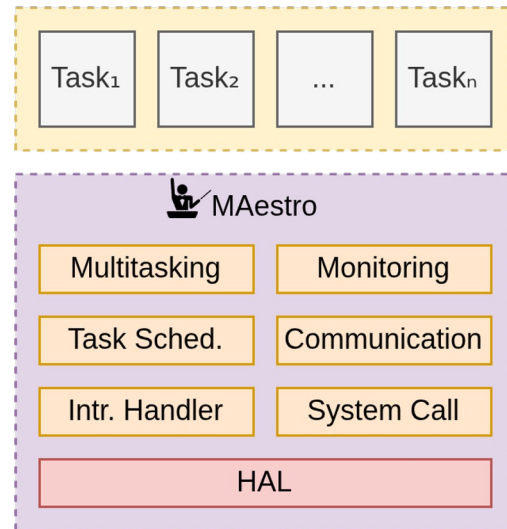 Task₁ Task₂ ... Taskₙ
MAestro
Multitasking Monitoring
Task Sched. Communication
Intr. Handler System Call
HAL